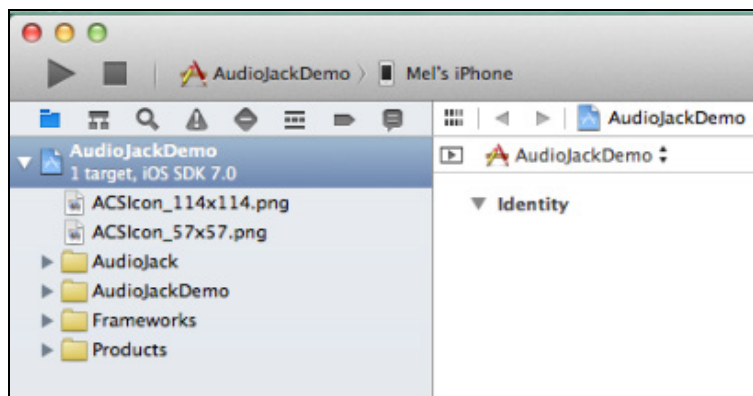 AudioJackDemo Mel's iPhone
AudioJackDemo
AudioJackDemo
1 target, iOS SDK 7.0
AudioJackDemo
ACSIcon_114x114.png
Identity
ACSIcon_57x57.png
AudioJack
AudioJackDemo
Frameworks
Products